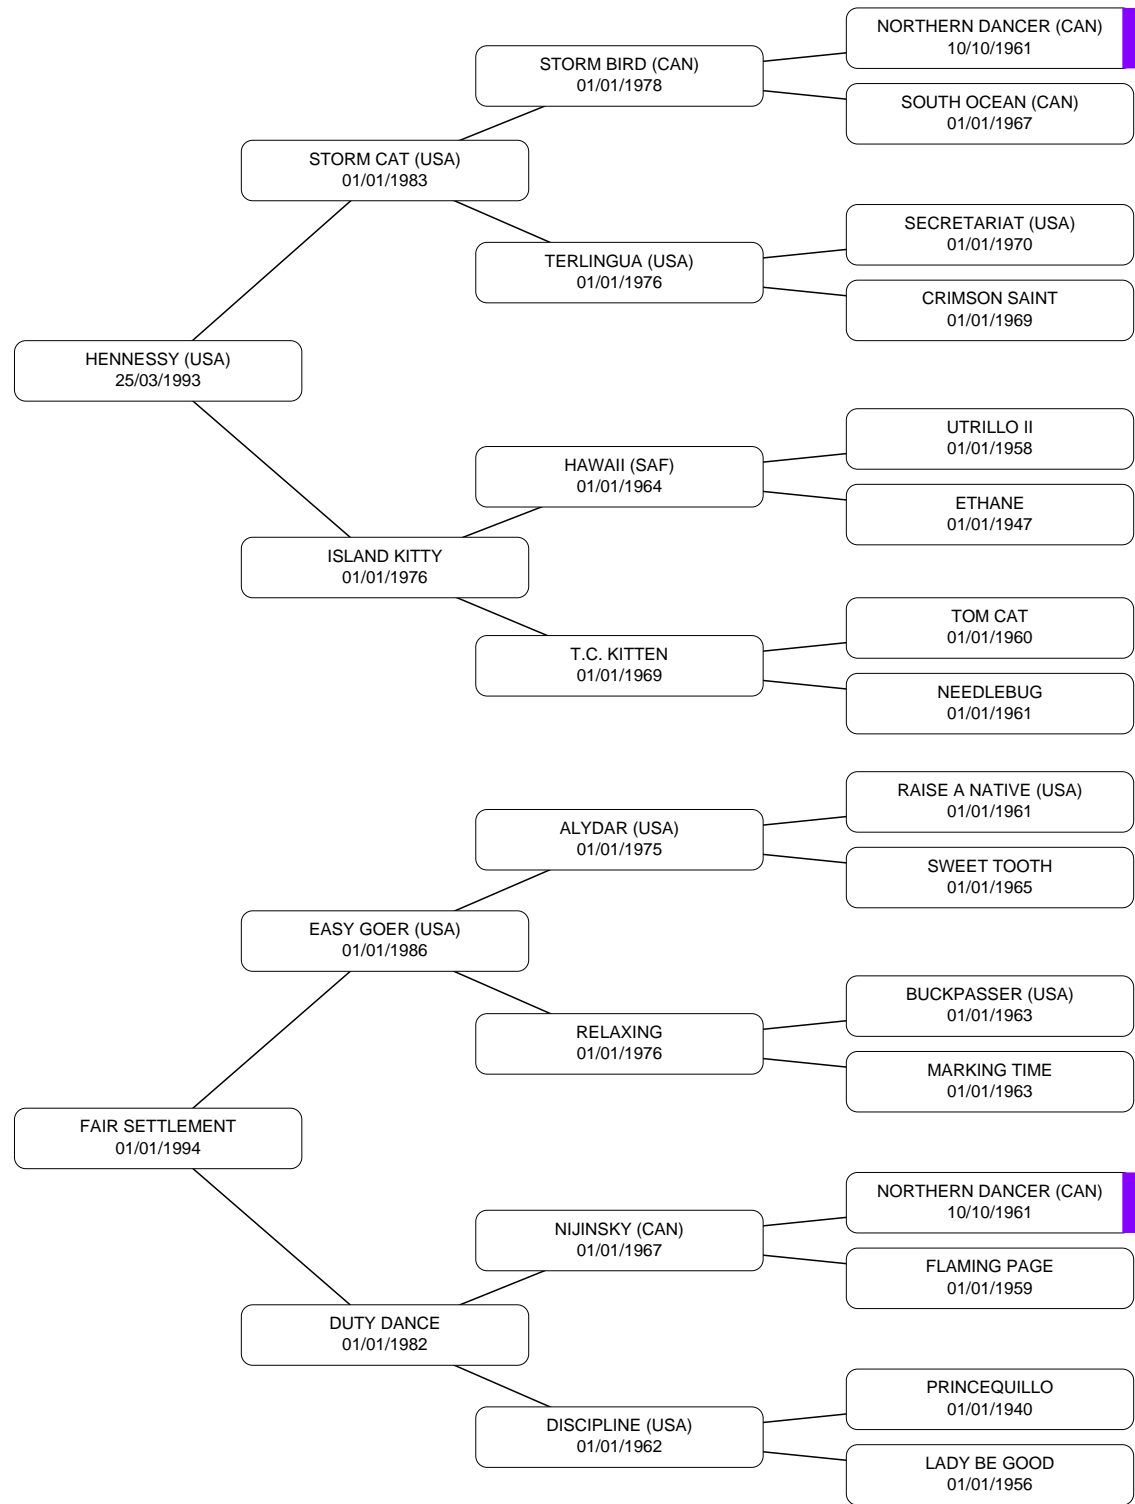 NORTHERN DANCER (CAN)
10/10/1961
STORM BIRD (CAN)
01/01/1978
SOUTH OCEAN (CAN)
01/01/1967
STORM CAT (USA)
01/01/1983
SECRETARIAT (USA)
01/01/1970
TERLINGUA (USA)
01/01/1976
CRIMSON SAINT
01/01/1969
HENNESSY (USA)
25/03/1993
UTRILLO II
01/01/1958
HAWAII (SAF)
01/01/1964
ETHANE
01/01/1947
ISLAND KITTY
01/01/1976
TOM CAT
01/01/1960
T.C. KITTEN
01/01/1969
NEEDLEBUG
01/01/1961
RAISE A NATIVE (USA)
01/01/1961
ALYDAR (USA)
01/01/1975
SWEET TOOTH
01/01/1965
EASY GOER (USA)
01/01/1986
BUCKPASSER (USA)
01/01/1963
RELAXING
01/01/1976
MARKING TIME
01/01/1963
FAIR SETTLEMENT
01/01/1994
NORTHERN DANCER (CAN)
10/10/1961
NIJINSKY (CAN)
01/01/1967
FLAMING PAGE
01/01/1959
DUTY DANCE
01/01/1982
PRINCEQUILLO
01/01/1940
DISCIPLINE (USA)
01/01/1962
LADY BE GOOD
01/01/1956